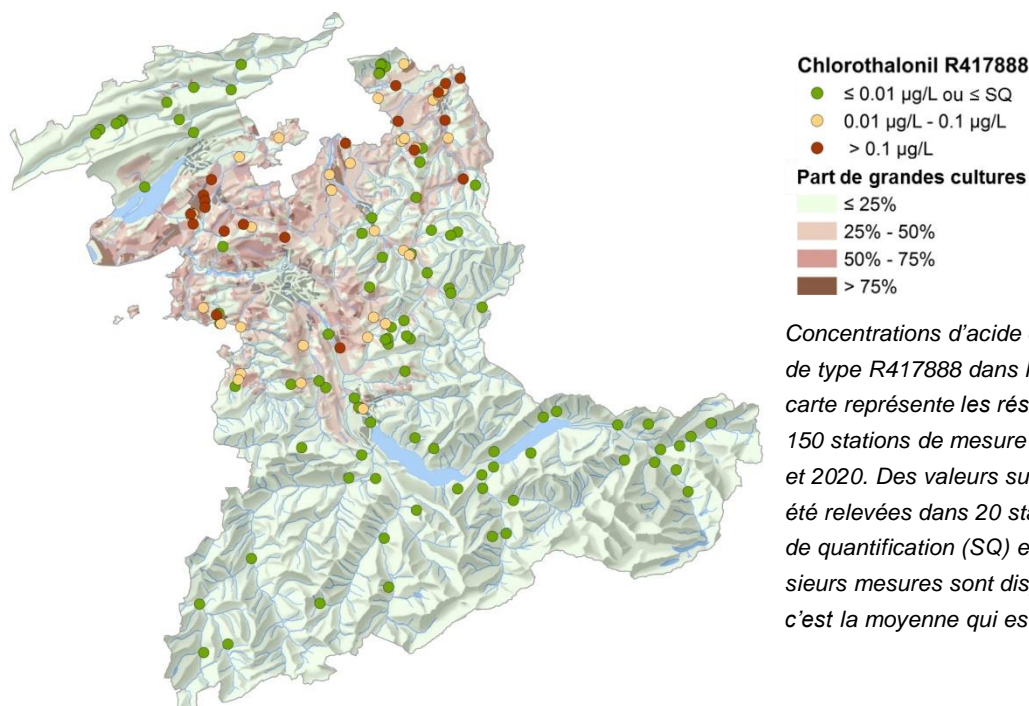 Chlorothalonil R417888
≤ 0.01 µg/L ou ≤ SQ
0.01 µg/L - 0.1 µg/L
> 0.1 µg/L
Part de grandes cultures
≤ 25%
25% - 50%
50% - 75%
> 75%
Concentrations d’acide
de type R417888 dans l
carte représente les rés
150 stations de mesure
et 2020. Des valeurs su
été relevées dans 20 sta
de quantification (SQ) e
sieurs mesures sont dis
c’est la moyenne qui es